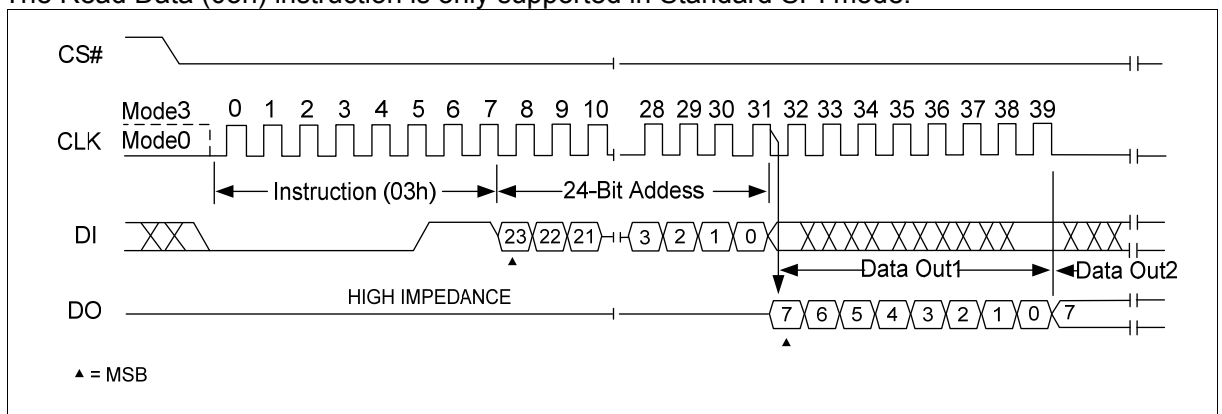 The Read Data (03h) instruction is only supported in Standard SPI mode.
CS#
Mode3 0 1 2 3 4 5 6 7 8 9 10 28 29 30 31 32 33 34 35 36 37 38 39
CLK Mode0
Instruction (03h) 24-Bit Addess
DI 23 22 21 3 2 1 0
Data Out1 Data Out2
HIGH IMPEDANCE
DO 7 6 5 4 3 2 1 0 7
▲ = MSB